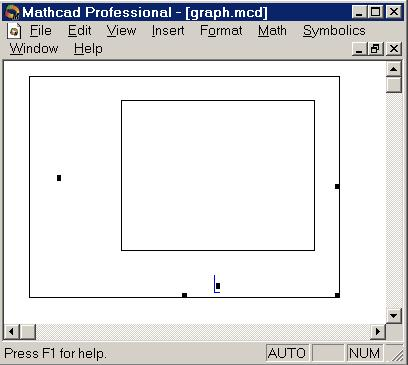 Mathcad Professional - [graph.mcd]
File Edit View Insert Format Math Symbolics
Window Help
Press F1 for help. AUTO NUM